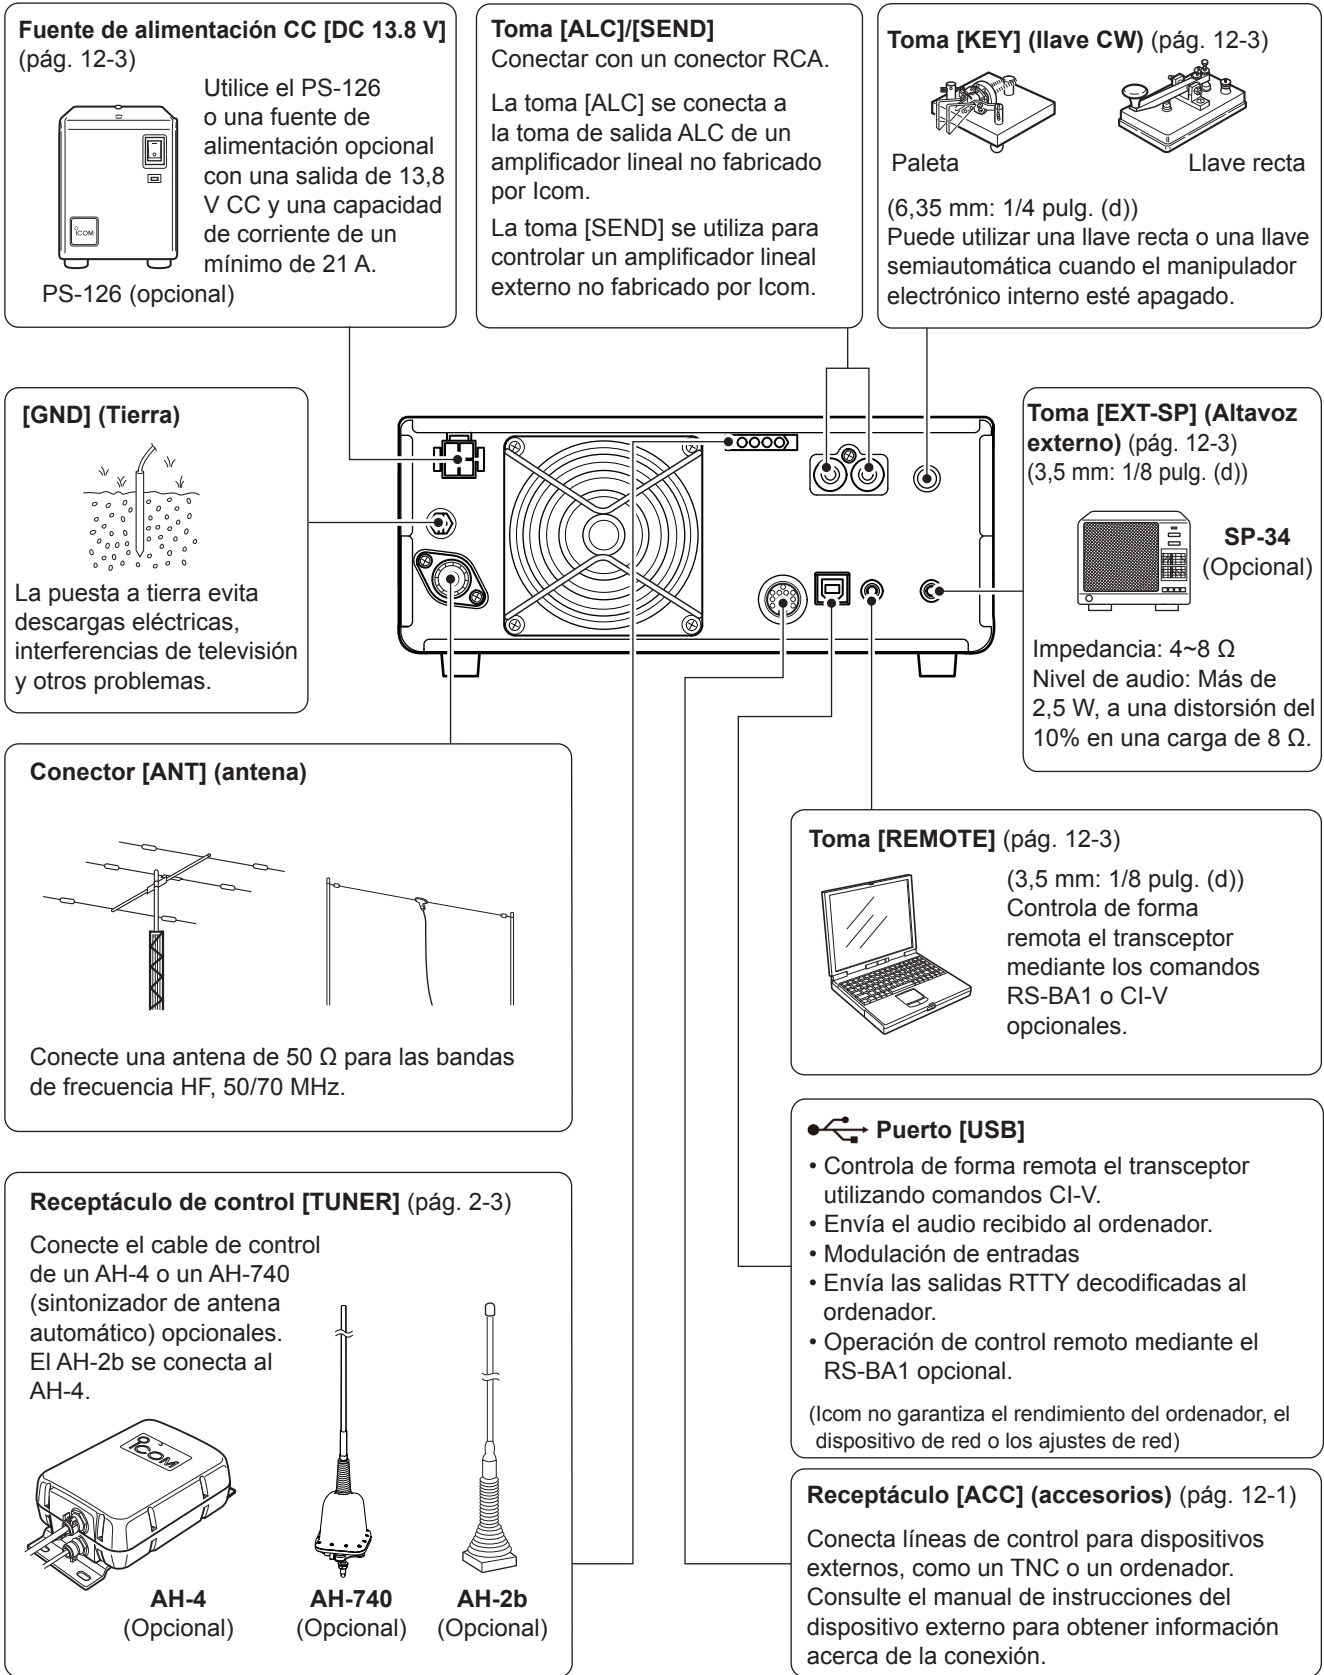 Fuente de alimentación CC [DC 13.8 V]
(pág. 12-3)
Utilice el PS-126
o una fuente de
alimentación opcional
con una salida de 13,8
V CC y una capacidad
de corriente de un
mínimo de 21 A.
ICOM
PS-126 (opcional)
Toma [ALC]/[SEND]
Conectar con un conector RCA.
La toma [ALC] se conecta a
la toma de salida ALC de un
amplificador lineal no fabricado
por Icom.
La toma [SEND] se utiliza para
controlar un amplificador lineal
externo no fabricado por Icom.
Toma [KEY] (llave CW) (pág. 12-3)
Paleta
Llave recta
(6,35 mm: 1/4 pulg. (d))
Puede utilizar una llave recta o una llave
semiautomática cuando el manipulador
electrónico interno esté apagado.
[GND] (Tierra)
La puesta a tierra evita
descargas eléctricas,
interferencias de televisión
y otros problemas.
Toma [EXT-SP] (Altavoz
externo) (pág. 12-3)
(3,5 mm: 1/8 pulg. (d))
SP-34
(Opcional)
Impedancia: 4~8 Ω
Nivel de audio: Más de
2,5 W, a una distorsión del
10% en una carga de 8 Ω.
Conector [ANT] (antena)
Conecte una antena de 50 Ω para las bandas
de frecuencia HF, 50/70 MHz.
Toma [REMOTE] (pág. 12-3)
(3,5 mm: 1/8 pulg. (d))
Controla de forma
remota el transceptor
mediante los comandos
RS-BA1 o CI-V
opcionales.
Puerto [USB]
• Controla de forma remota el transceptor
utilizando comandos CI-V.
• Envía el audio recibido al ordenador.
• Modulación de entradas
• Envía las salidas RTTY decodificadas al
ordenador.
• Operación de control remoto mediante el
RS-BA1 opcional.
(Icom no garantiza el rendimiento del ordenador, el
dispositivo de red o los ajustes de red)
Receptáculo de control [TUNER] (pág. 2-3)
Conecte el cable de control
de un AH-4 o un AH-740
(sintonizador de antena
automático) opcionales.
El AH-2b se conecta al
AH-4.
ICOM
AH-4
(Opcional)
AH-740
(Opcional)
AH-2b
(Opcional)
Receptáculo [ACC] (accesorios) (pág. 12-1)
Conecta líneas de control para dispositivos
externos, como un TNC o un ordenador.
Consulte el manual de instrucciones del
dispositivo externo para obtener información
acerca de la conexión.